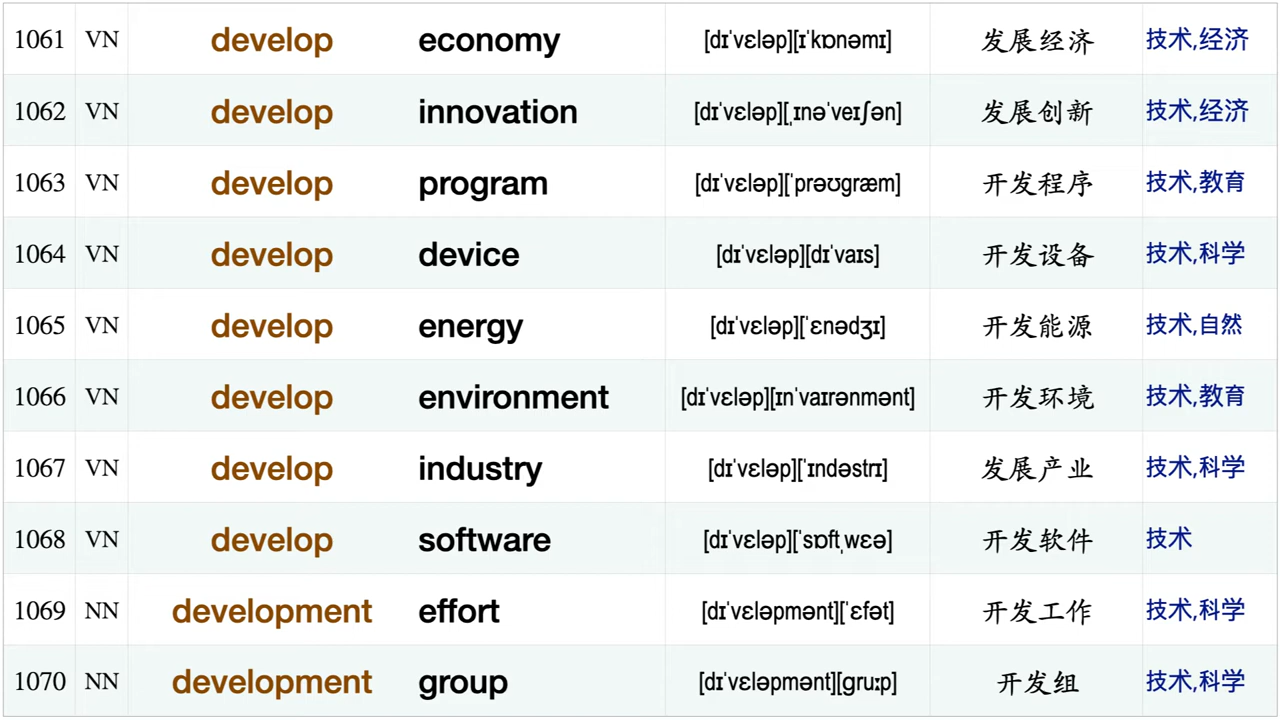 1061 VN develop economy [dɪˈvɛləp][ɪˈkɒnəmɪ] 发展经济 技术,经济
1062 VN develop innovation [dɪˈvɛləp][ˌɪnəˈveɪʃən] 发展创新 技术,经济
1063 VN develop program [dɪˈvɛləp][ˈprəʊɡræm] 开发程序 技术,教育
1064 VN develop device [dɪˈvɛləp][dɪˈvaɪs] 开发设备 技术,科学
1065 VN develop energy [dɪˈvɛləp][ˈɛnədʒɪ] 开发能源 技术,自然
1066 VN develop environment [dɪˈvɛləp][ɪnˈvaɪrənmənt] 开发环境 技术,教育
1067 VN develop industry [dɪˈvɛləp][ˈɪndəstrɪ] 发展产业 技术,科学
1068 VN develop software [dɪˈvɛləp][ˈsɒftˌwɛə] 开发软件 技术
1069 NN development effort [dɪˈvɛləpmənt][ˈɛfət] 开发工作 技术,科学
1070 NN development group [dɪˈvɛləpmənt][ɡruːp] 开发组 技术,科学